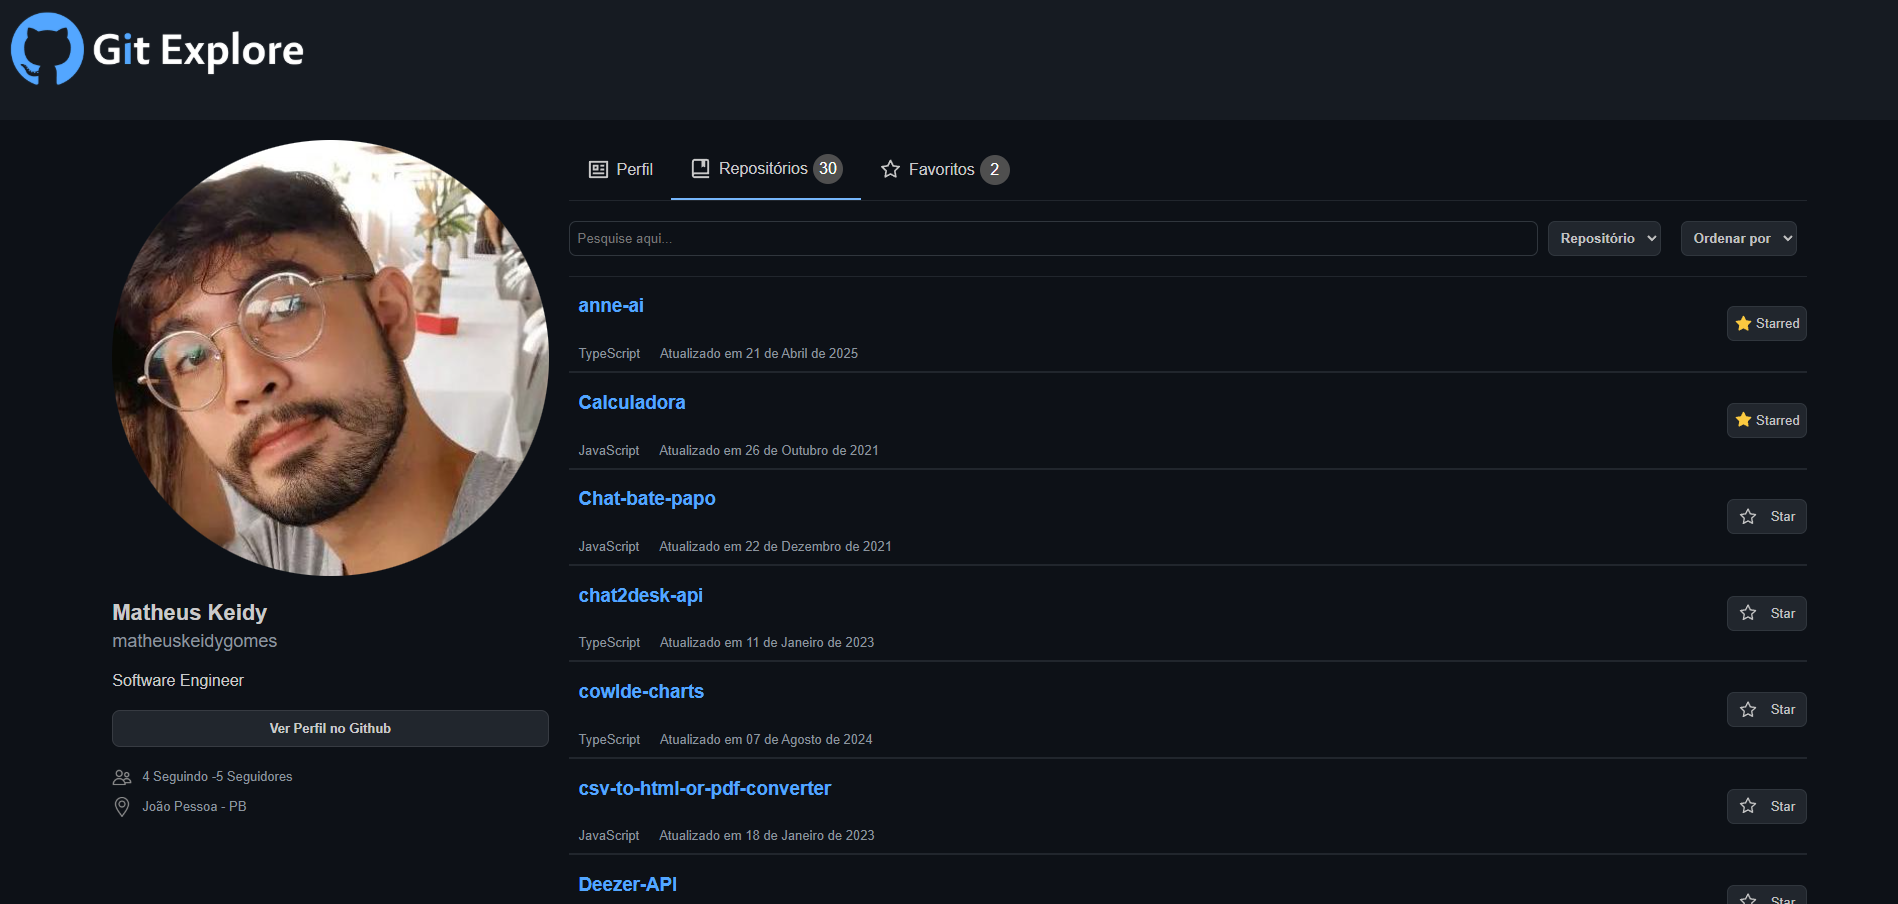 Git Explore
Perfil
Repositórios 30
Favoritos 2
Pesquise aqui...
Repositório
Ordenar por
anne-ai
Starred
TypeScript Atualizado em 21 de Abril de 2025
Calculadora
Starred
JavaScript Atualizado em 26 de Outubro de 2021
Chat-bate-papo
Star
JavaScript Atualizado em 22 de Dezembro de 2021
chat2desk-api
Star
TypeScript Atualizado em 11 de Janeiro de 2023
cowlde-charts
Star
TypeScript Atualizado em 07 de Agosto de 2024
csv-to-html-or-pdf-converter
Star
JavaScript Atualizado em 18 de Janeiro de 2023
Deezer-API
Star
Matheus Keidy
matheuskeidygomes
Software Engineer
Ver Perfil no Github
4 Seguindo -5 Seguidores
João Pessoa - PB